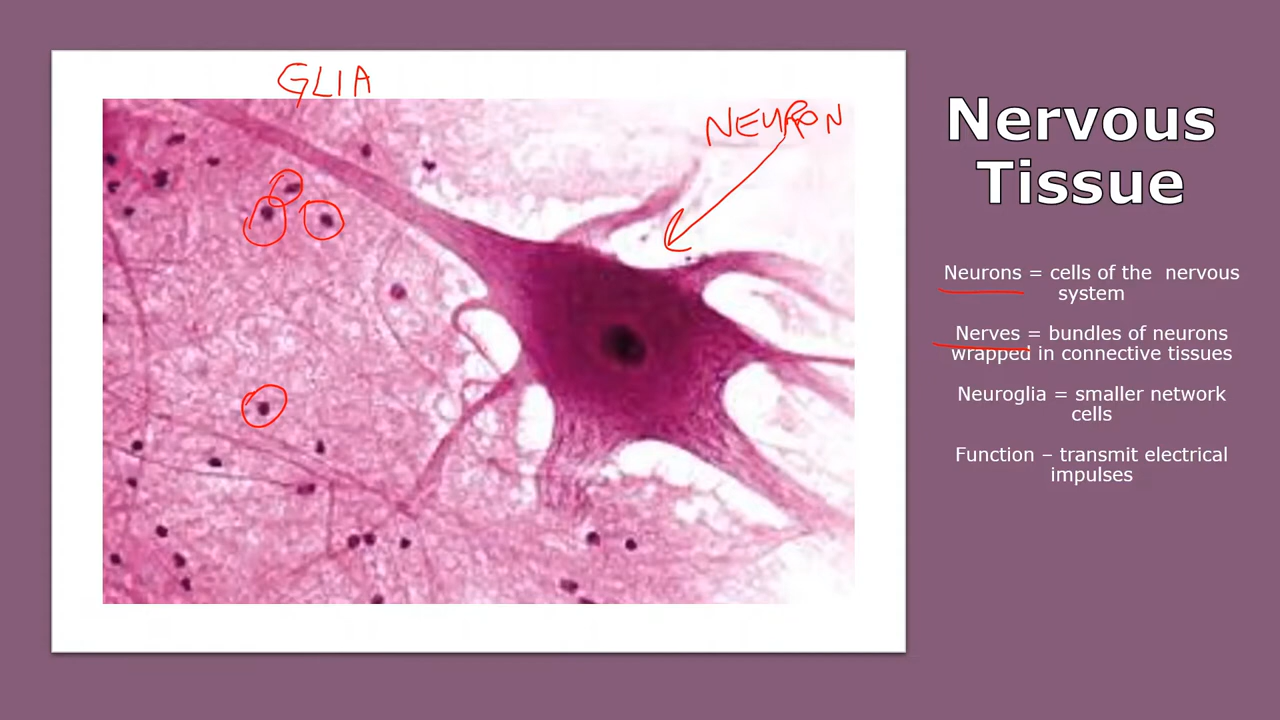 GLIA
NEURON
Nervous
Tissue
Neurons = cells of the nervous
system
Nerves = bundles of neurons
wrapped in connective tissues
Neuroglia = smaller network
cells
Function – transmit electrical
impulses